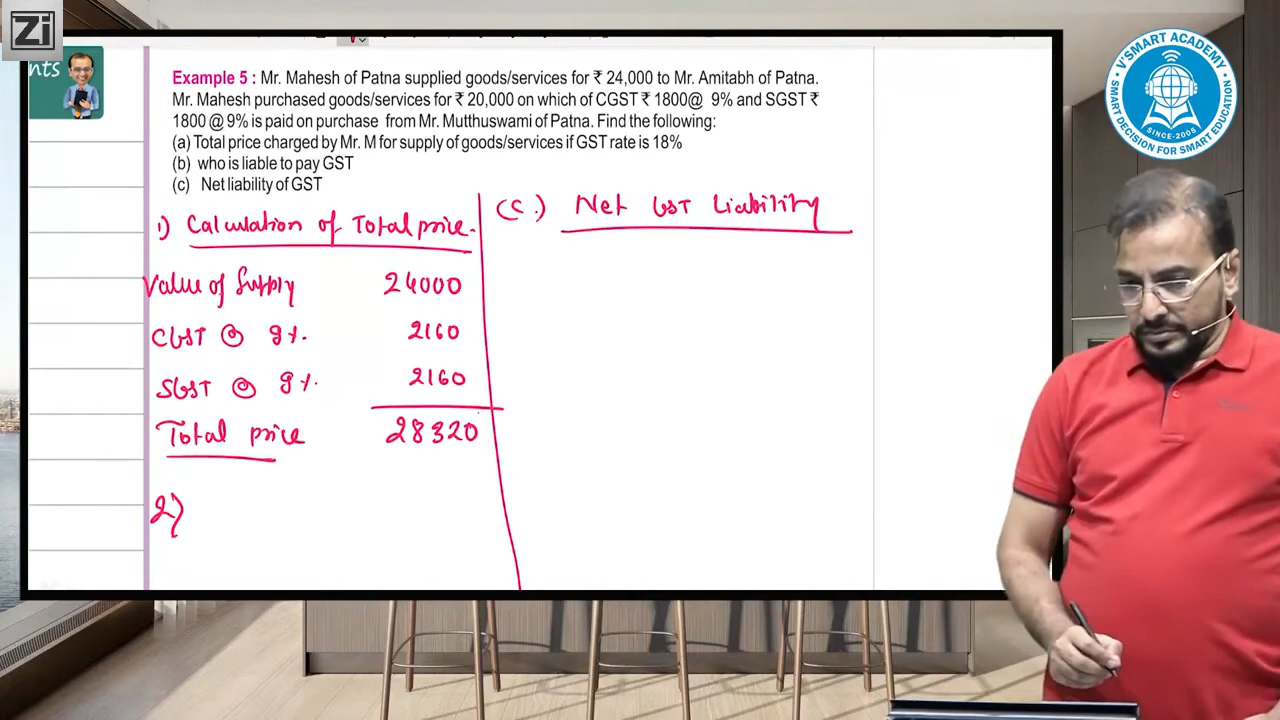 Zi
nts
Example 5 : Mr. Mahesh of Patna supplied goods/services for ₹ 24,000 to Mr. Amitabh of Patna.
Mr. Mahesh purchased goods/services for ₹ 20,000 on which of CGST ₹ 1800@ 9% and SGST ₹
1800 @ 9% is paid on purchase from Mr. Mutthuswami of Patna. Find the following:
(a) Total price charged by Mr. M for supply of goods/services if GST rate is 18%
(b) who is liable to pay GST
(c) Net liability of GST
1) Calculation of Total price.
Value of Supply 24000
CGST @ 9%. 2160
SGST @ 9%. 2160
Total price 28320
2)
(C.) Net GST Liability
V'SMART ACADEMY
SINCE-2005
SMART DECISION FOR SMART EDUCATION